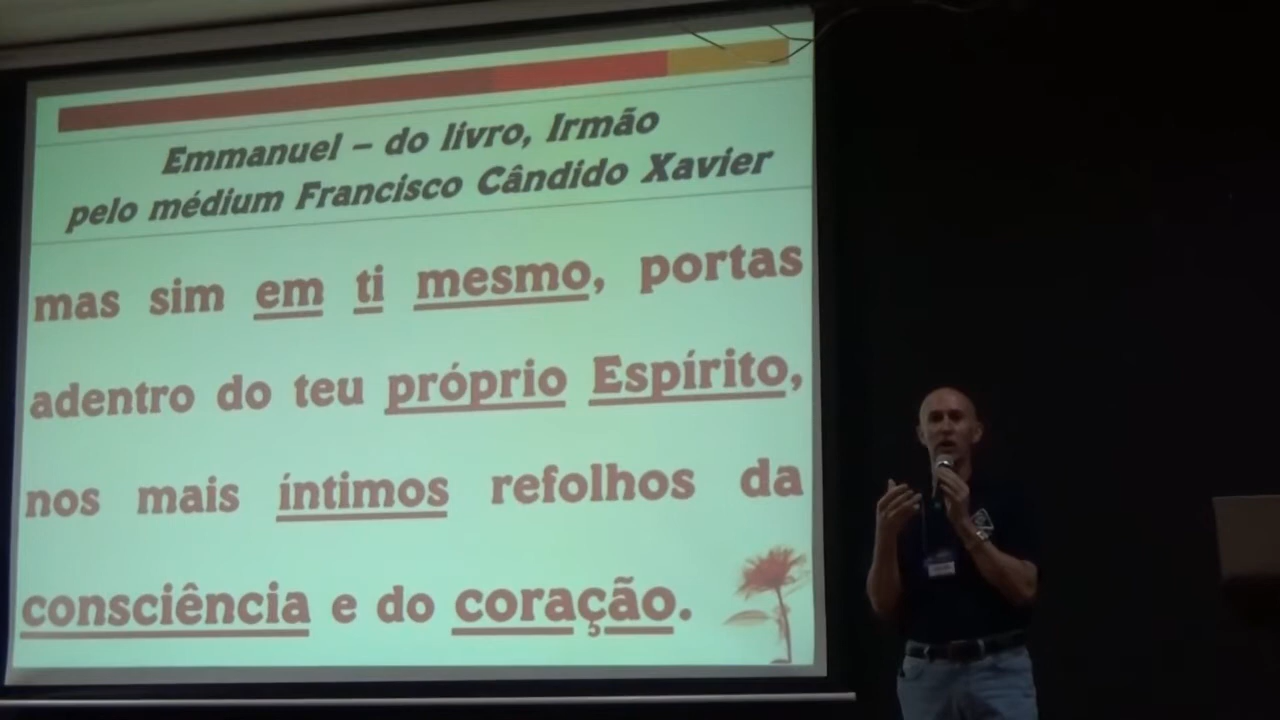 Emmanuel – do livro, Irmão
pelo médium Francisco Cândido Xavier
mas sim em ti mesmo, portas
adentro do teu próprio Espírito,
nos mais íntimos refolhos da
consciência e do coração.